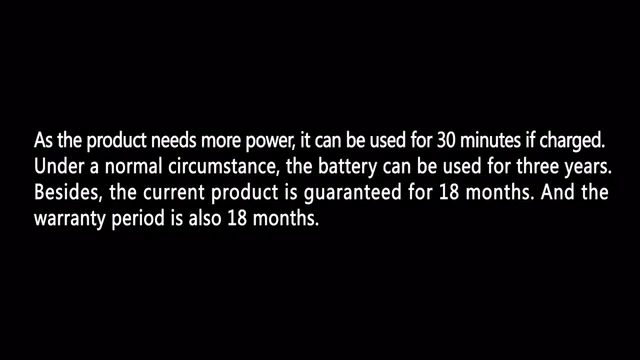 As the product needs more power, it can be used for 30 minutes if charged.
Under a normal circumstance, the battery can be used for three years.
Besides, the current product is guaranteed for 18 months. And the
warranty period is also 18 months.